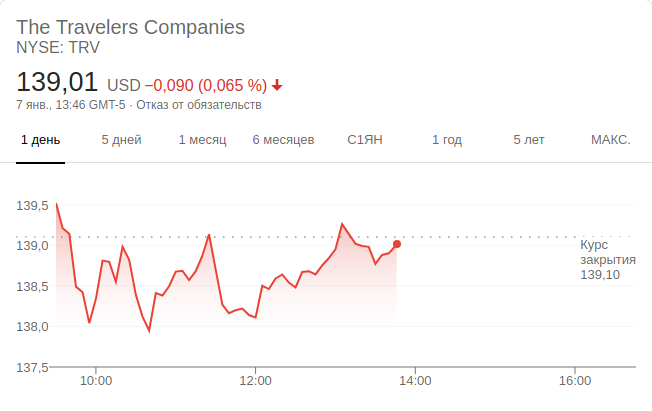 The Travelers Companies
NYSE: TRV
139,01 USD −0,090 (0,065 %)
7 янв., 13:46 GMT-5 · Отказ от обязательств
1 день 5 дней 1 месяц 6 месяцев С1ЯН 1 год 5 лет МАКС.
139,5
139,0
138,5
138,0
137,5
Курс
закрытия
139,10
10:00 12:00 14:00 16:00